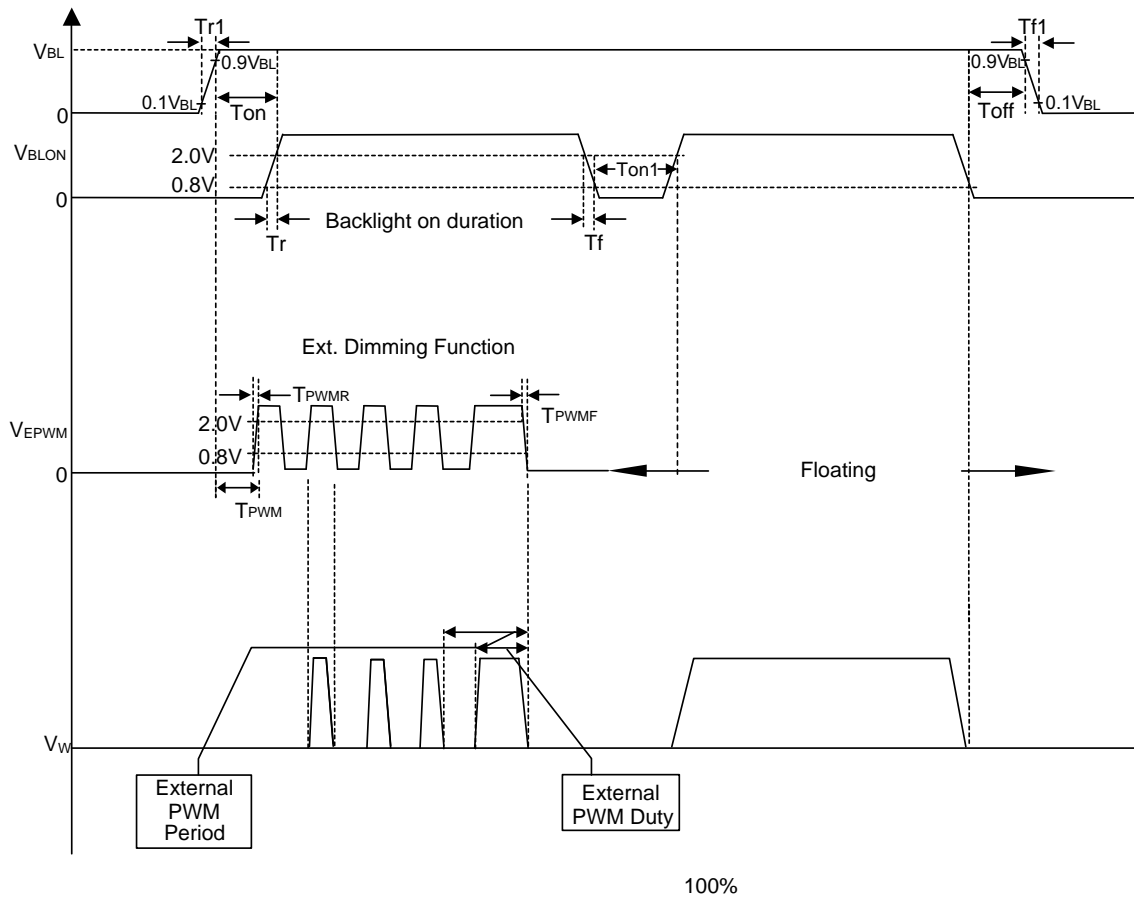 Tr1
Tf1
VBL
0.9VBL
0.9VBL
0.1VBL
Ton
Toff
0.1VBL
0
VBLON
2.0V
Ton1
0.8V
0
Tr
Backlight on duration
Tf
Ext. Dimming Function
TPWMR
TPWMF
2.0V
VEPWM
0.8V
0
Floating
TPWM
VW
External
PWM
Period
External
PWM Duty
100%